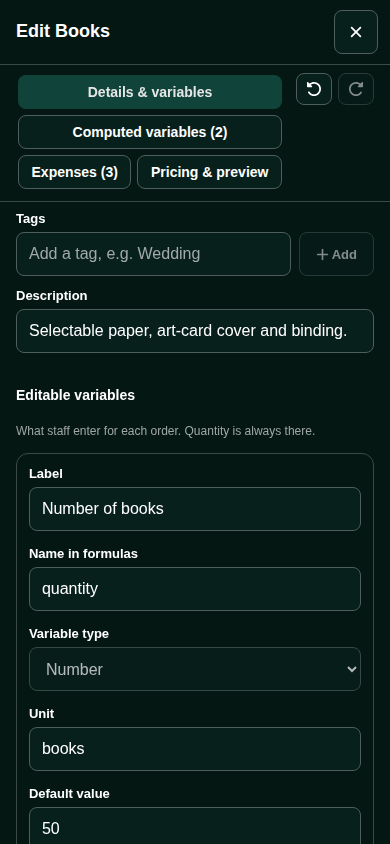 Edit Books
Details & variables
Computed variables (2)
Expenses (3)
Pricing & preview
Tags
Add a tag, e.g. Wedding
Add
Description
Selectable paper, art-card cover and binding.
Editable variables
What staff enter for each order. Quantity is always there.
Label
Number of books
Name in formulas
quantity
Variable type
Number
Unit
books
Default value
50